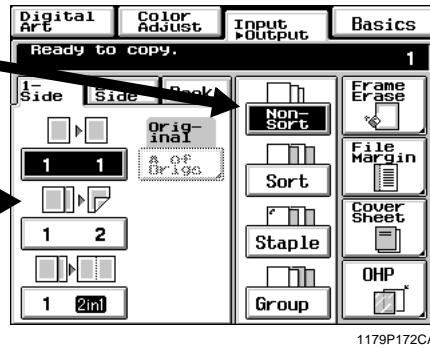 Digital Art
Color Adjust
Input ▶Output
Basics
Ready to copy.
1
1-Side
Side
Book
Orig-inal
# of Origs
1 1
1 2
1 2in1
Non-Sort
Sort
Staple
Group
Frame Erase
File Margin
Cover Sheet
OHP